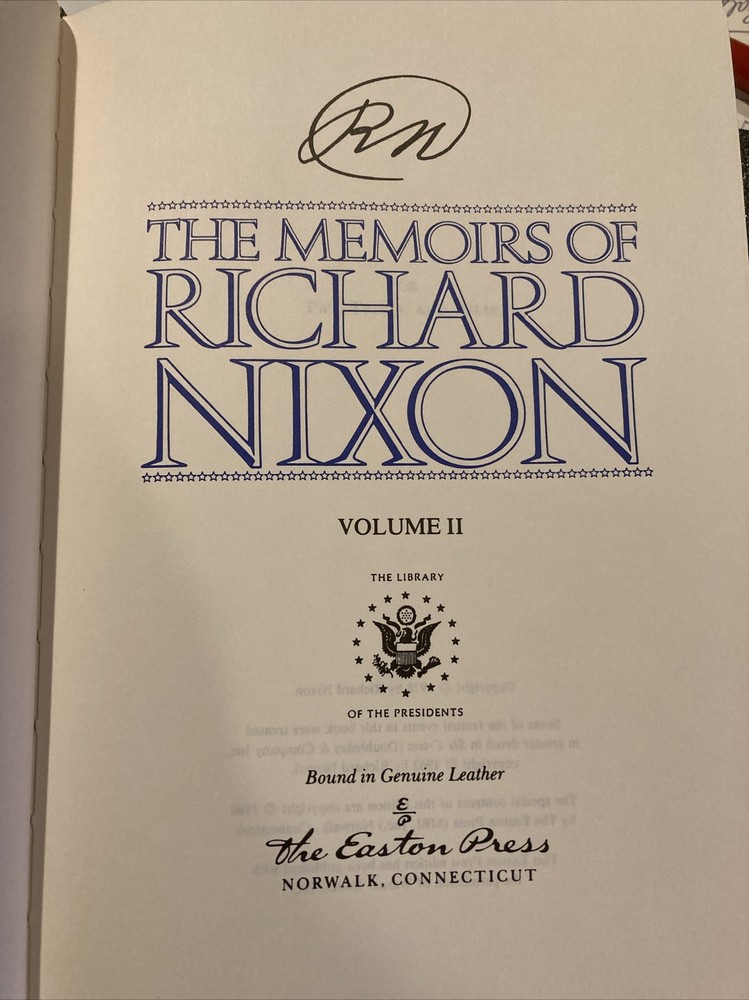 RN
THE MEMOIRS OF
RICHARD
NIXON
VOLUME II
THE LIBRARY
OF THE PRESIDENTS
Bound in Genuine Leather
E
P
The Easton Press
NORWALK, CONNECTICUT